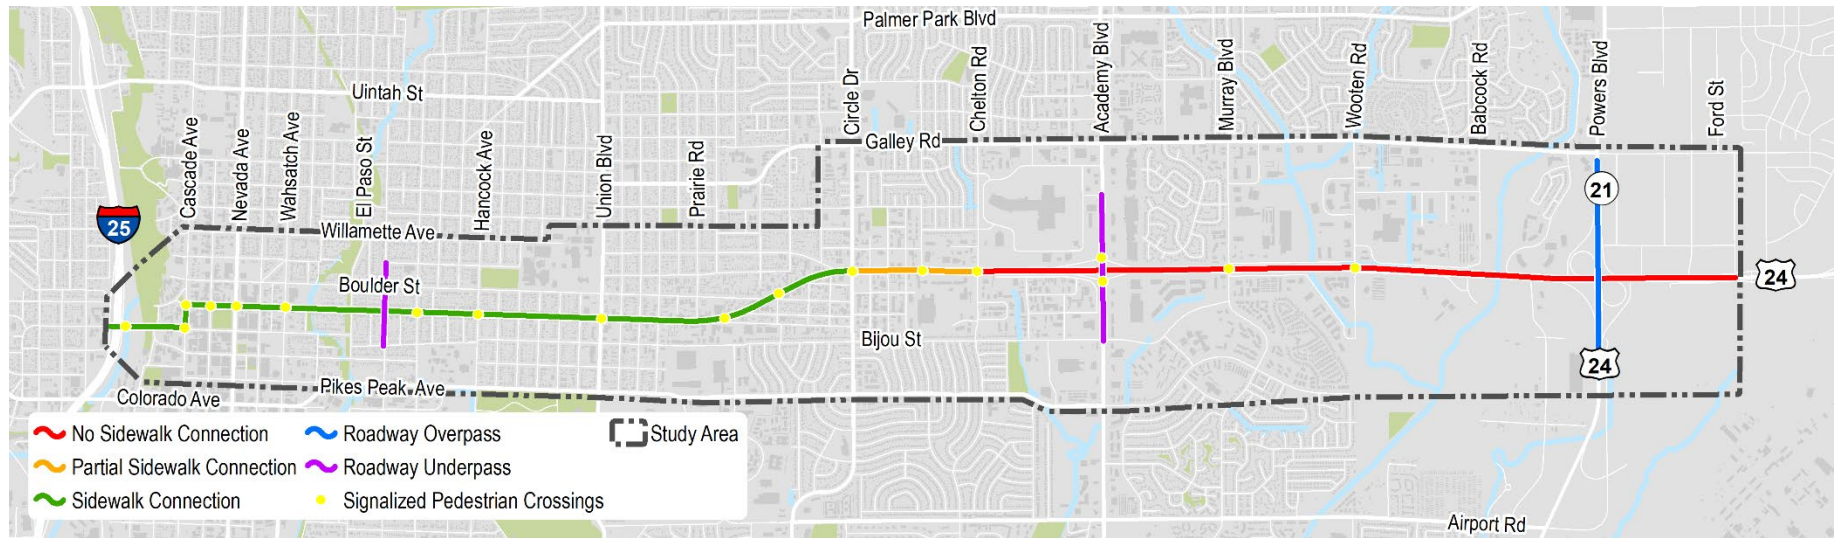 Palmer Park Blvd
Uintah St
Cascade Ave
Nevada Ave
Wahsatch Ave
El Paso St
Hancock Ave
Union Blvd
Prairie Rd
Circle Dr
Chelton Rd
Academy Blvd
Murray Blvd
Wooten Rd
Babcock Rd
Powers Blvd
Ford St
Galley Rd
21
25
Willamette Ave
Boulder St
24
Bijou St
24
Pikes Peak Ave
Colorado Ave
No Sidewalk Connection
Roadway Overpass
Study Area
Partial Sidewalk Connection
Roadway Underpass
Sidewalk Connection
Signalized Pedestrian Crossings
Airport Rd